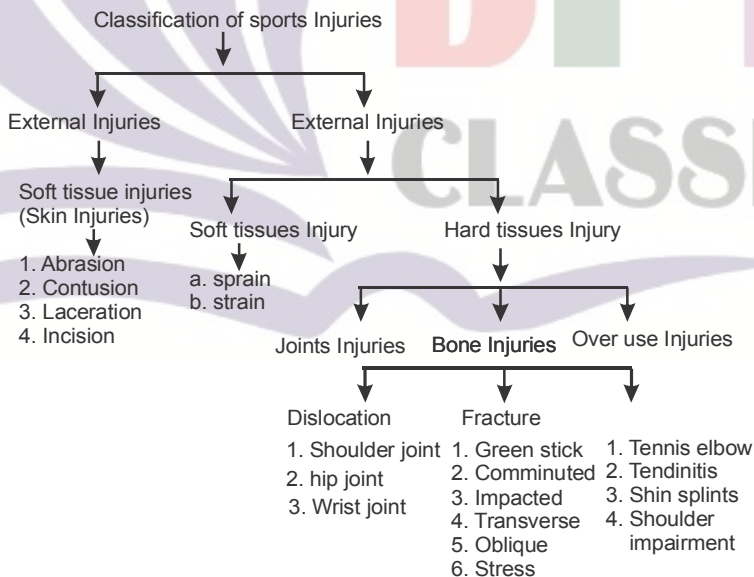 Classification of sports Injuries
External Injuries
External Injuries
Soft tissue injuries
(Skin Injuries)
1. Abrasion
2. Contusion
3. Laceration
4. Incision
Soft tissues Injury
a. sprain
b. strain
Hard tissues Injury
Joints Injuries
Bone Injuries
Over use Injuries
Dislocation
1. Shoulder joint
2. hip joint
3. Wrist joint
Fracture
1. Green stick
2. Comminuted
3. Impacted
4. Transverse
5. Oblique
6. Stress
1. Tennis elbow
2. Tendinitis
3. Shin splints
4. Shoulder
impairment